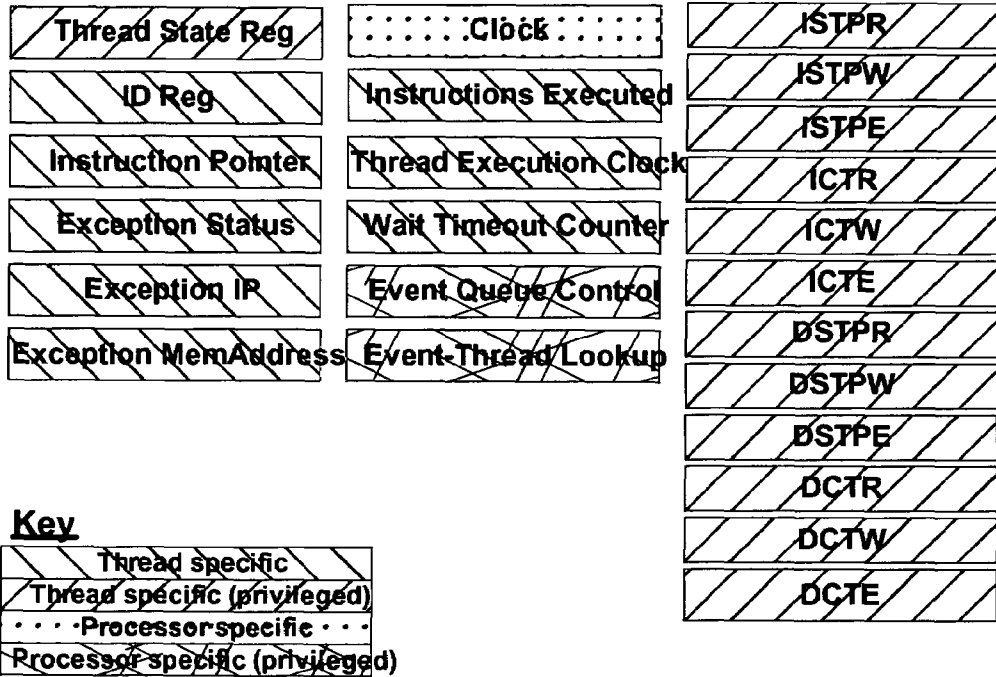 Thread State Reg
ID Reg
Instruction Pointer
Exception Status
Exception IP
Exception MemAddress
Clock
Instructions Executed
Thread Execution Clock
Wait Timeout Counter
Event Queue Control
Event-Thread Lookup
ISTPR
ISTPW
ISTPE
ICTR
ICTW
ICTE
DSTPR
DSTPW
DSTPE
DCTR
DCTW
DCTE
Key
Thread specific
Thread specific (privileged)
Processor specific
Processor specific (privileged)